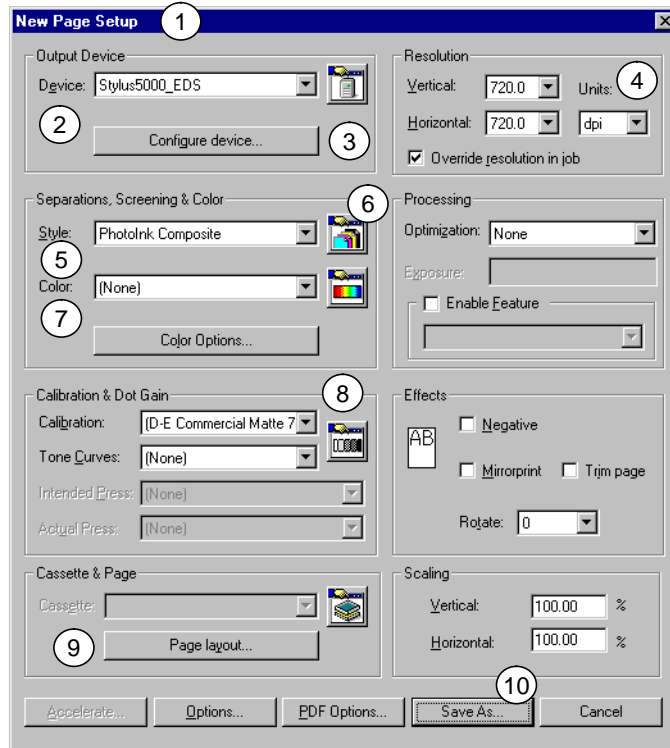 New Page Setup 1
Output Device
Device: Stylus5000_EDS
2
Configure device...
3
Resolution
Vertical: 720.0 Units: 4
Horizontal: 720.0 dpi
Override resolution in job
Separations, Screening & Color
6
Style: PhotoInk Composite
5
Color: (None)
7
Color Options...
Processing
Optimization: None
Exposure:
Enable Feature
Calibration & Dot Gain
8
Calibration: (D-E Commercial Matte 7
Tone Curves: (None)
Intended Press: (None)
Actual Press: (None)
Effects
AB
Negative
Mirrorprint Trim page
Rotate: 0
Cassette & Page
Cassette:
9
Page layout...
Scaling
Vertical: 100.00 %
Horizontal: 100.00 %
10
Accelerate... Options... PDF Options... Save As... Cancel